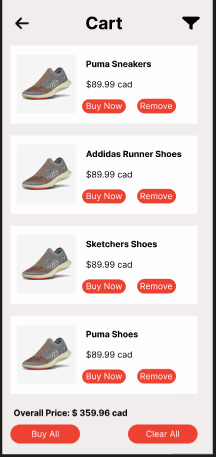 Cart
Puma Sneakers
$89.99 cad
Buy Now Remove
Addidas Runner Shoes
$89.99 cad
Buy Now Remove
Sketchers Shoes
$89.99 cad
Buy Now Remove
Puma Shoes
$89.99 cad
Buy Now Remove
Overall Price: $ 359.96 cad
Buy All Clear All